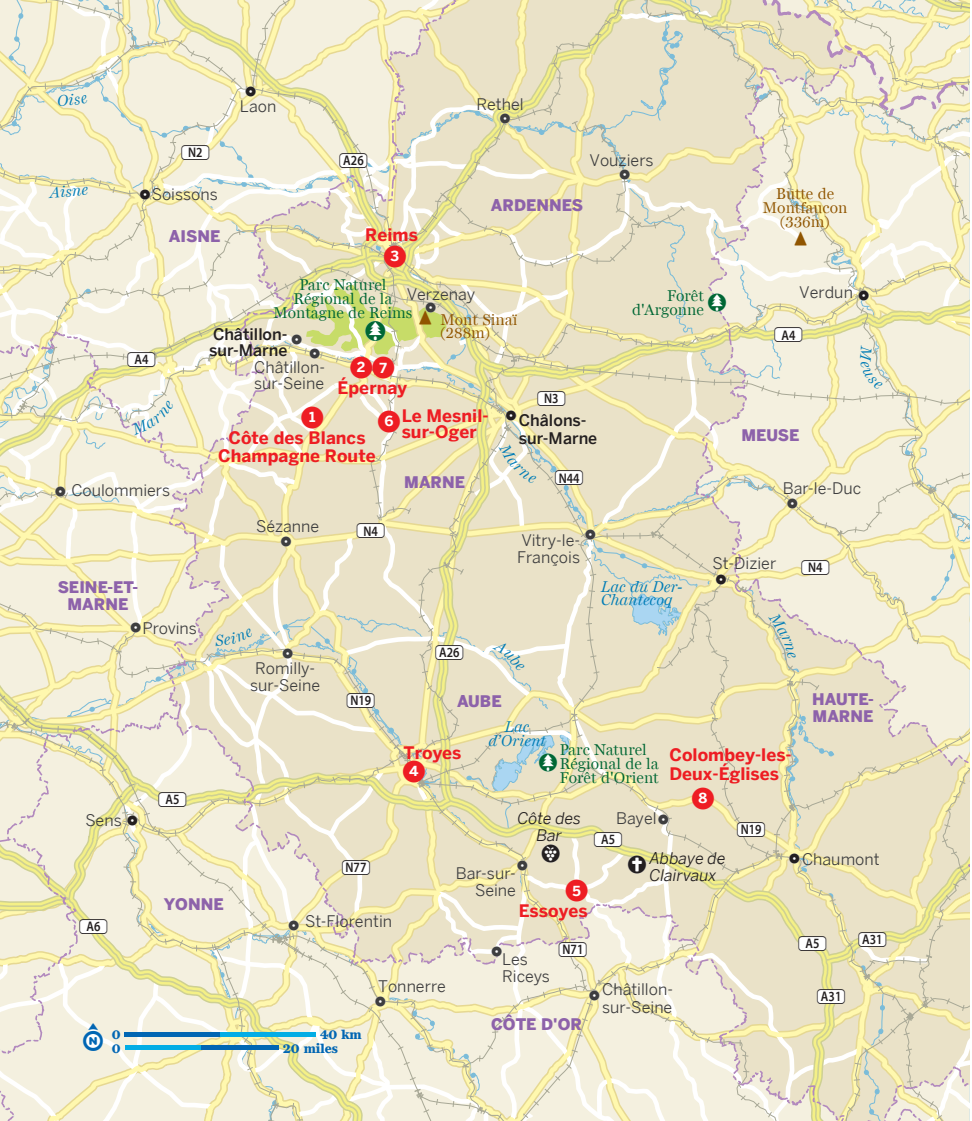 Oise
Laon
Rethel
N2
A26
Vouziers
Aisne
Soissons
Butte de
Montfaucon
(336m)
ARDENNES
AISNE
Reims
3
Parc Naturel
Régional de la
Montagne de Reims
Verzenay
Mont Sinaï
(288m)
Forêt
d'Argonne
Verdun
Châtillon-
sur-Marne
A4
A4
Châtillon-
sur-Seine
2
7
Épernay
Meuse
Marne
1
Côte des Blancs
Champagne Route
6
Le Mesnil-
sur-Oger
N3
Châlons-
sur-Marne
MEUSE
Marne
MARNE
N44
Coulommiers
Bar-le-Duc
Sézanne
N4
Vitry-le-
François
St-Dizier
N4
SEINE-ET-
MARNE
Lac du Der-
Chantecoq
Provins
Seine
Marne
A26
Aube
Romilly-
sur-Seine
N19
AUBE
HAUTE-
MARNE
Lac
d'Orient
Troyes
4
Parc Naturel
Régional de la
Forêt d'Orient
Colombey-les-
Deux-Églises
8
A5
Sens
Côte des
Bar
Bayel
A5
N19
Abbaye de
Clairvaux
Chaumont
N77
Bar-sur-
Seine
5
Essoyes
YONNE
A6
St-Florentin
N71
A5
A31
Les
Riceys
Tonnerre
Châtillon-
sur-Seine
A31
CÔTE D'OR
N
0 40 km
0 20 miles